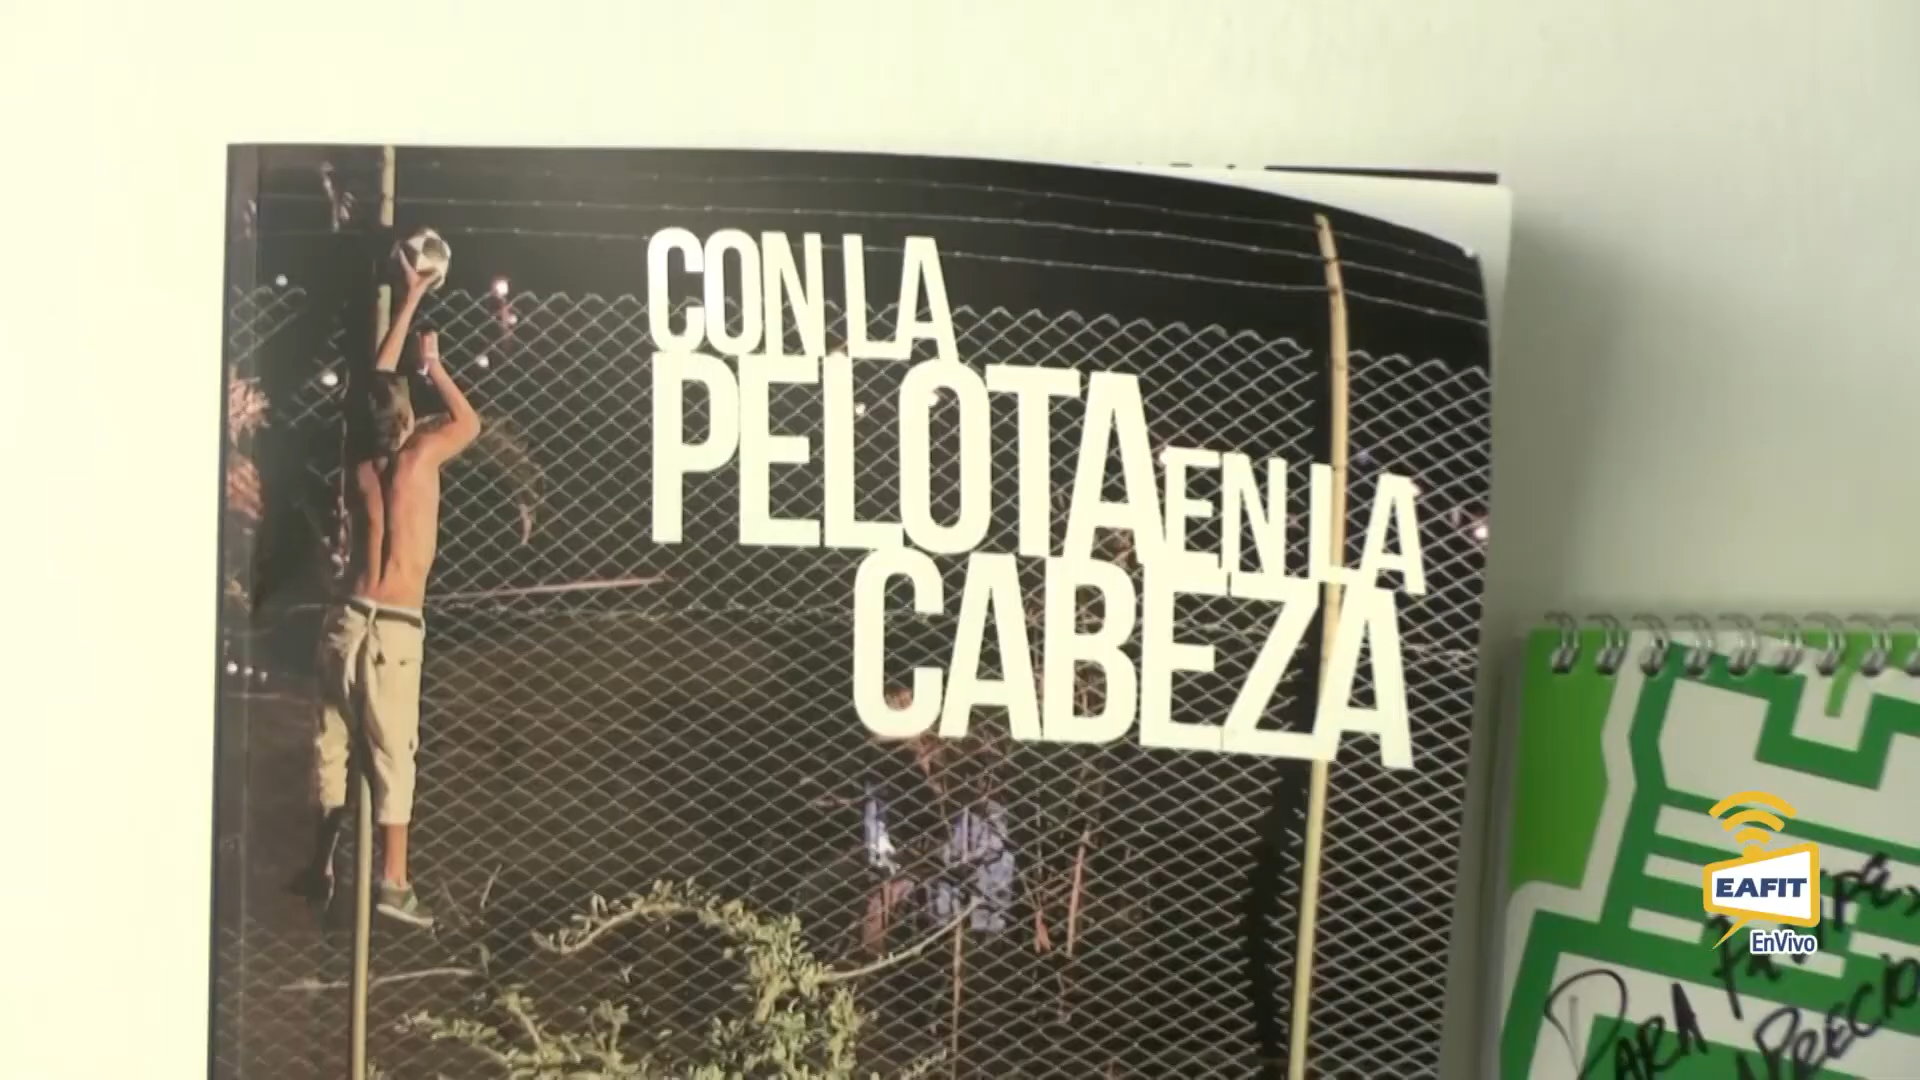 CON LA
PELOTA EN LA
CABEZA
EAFIT
EnVivo
PARA